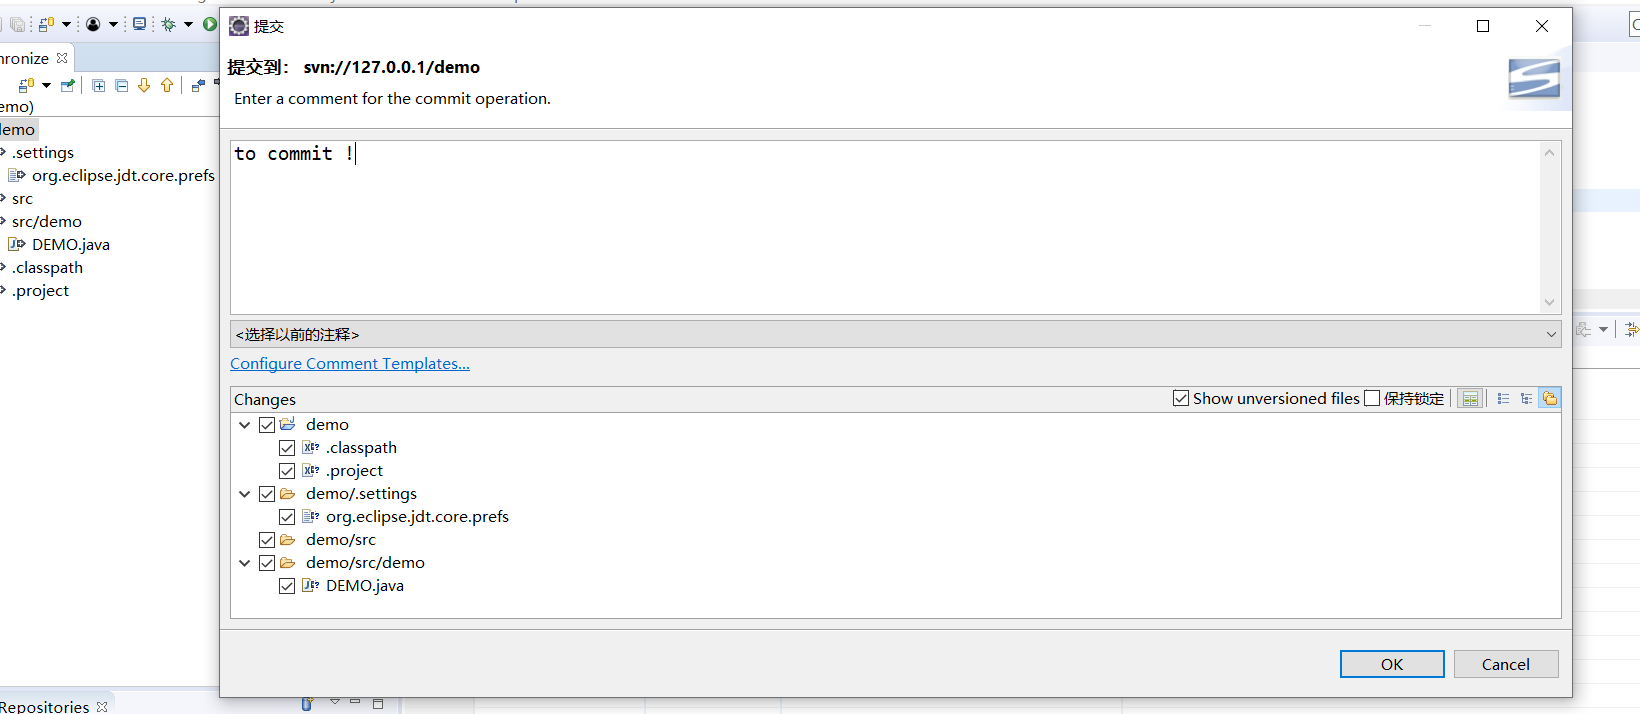 提交
提交到： svn://127.0.0.1/demo
Enter a comment for the commit operation.
to commit !
<选择以前的注释>
Configure Comment Templates...
Changes
Show unversioned files
保持锁定
demo
.classpath
.project
demo/.settings
org.eclipse.jdt.core.prefs
demo/src
demo/src/demo
DEMO.java
OK
Cancel
hronize
emo)
demo
.settings
org.eclipse.jdt.core.prefs
src
src/demo
DEMO.java
.classpath
.project
Repositories